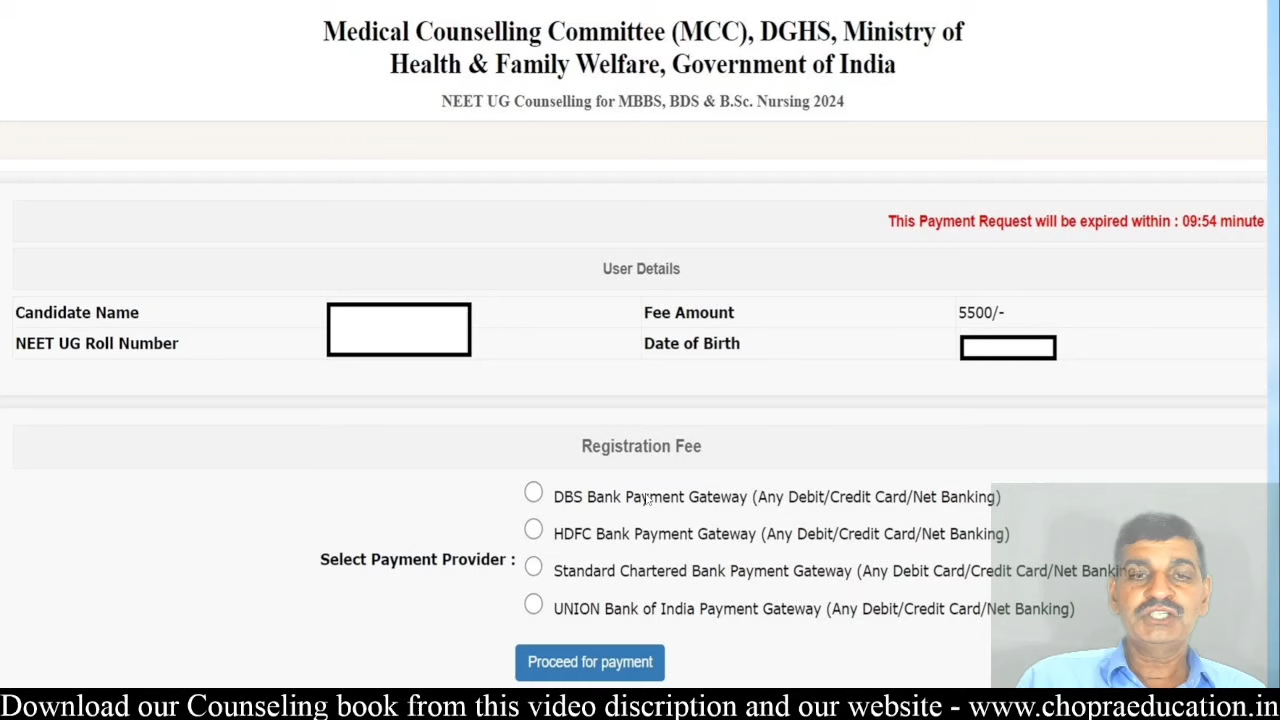 Medical Counselling Committee (MCC), DGHS, Ministry of
Health & Family Welfare, Government of India
NEET UG Counselling for MBBS, BDS & B.Sc. Nursing 2024
This Payment Request will be expired within : 09:54 minute
User Details
Candidate Name
Fee Amount
5500/-
NEET UG Roll Number
Date of Birth
Registration Fee
DBS Bank Payment Gateway (Any Debit/Credit Card/Net Banking)
HDFC Bank Payment Gateway (Any Debit/Credit Card/Net Banking)
Select Payment Provider :
Standard Chartered Bank Payment Gateway (Any Debit Card/Credit Card/Net Banking
UNION Bank of India Payment Gateway (Any Debit/Credit Card/Net Banking)
Proceed for payment
Download our Counseling book from this video discription and our website - www.chopraeducation.in